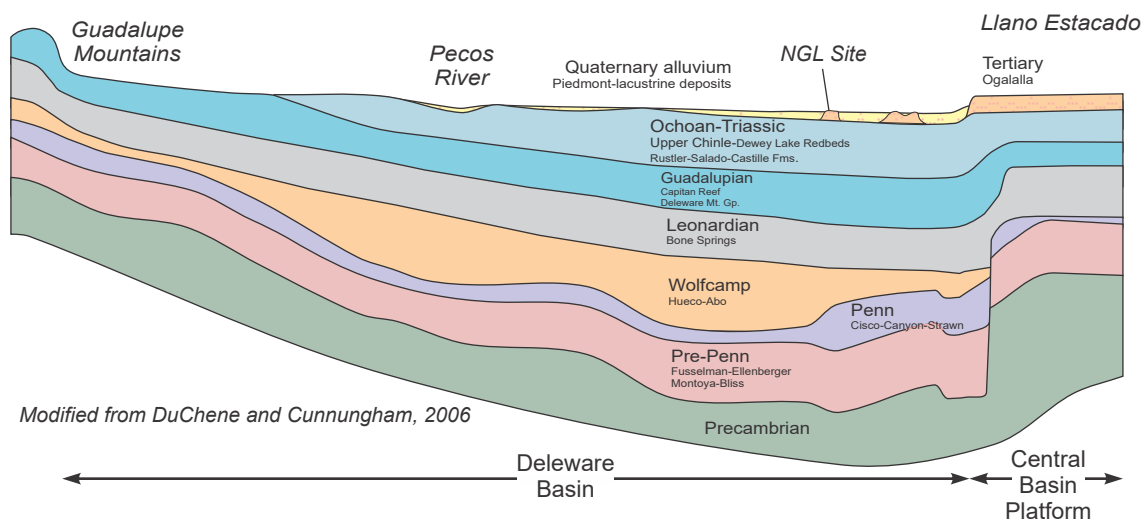 Guadalupe
Mountains
Pecos
River
Quaternary alluvium
Piedmont-lacustrine deposits
NGL Site
Llano Estacado
Tertiary
Ogalalla
Ochoan-Triassic
Upper Chinle-Dewey Lake Redbeds
Rustler-Salado-Castille Fms.
Guadalupian
Capitan Reef
Deleware Mt. Gp.
Leonardian
Bone Springs
Wolfcamp
Hueco-Abo
Penn
Cisco-Canyon-Strawn
Pre-Penn
Fusselman-Ellenberger
Montoya-Bliss
Precambrian
Modified from DuChene and Cunnungham, 2006
Deleware
Basin
Central
Basin
Platform